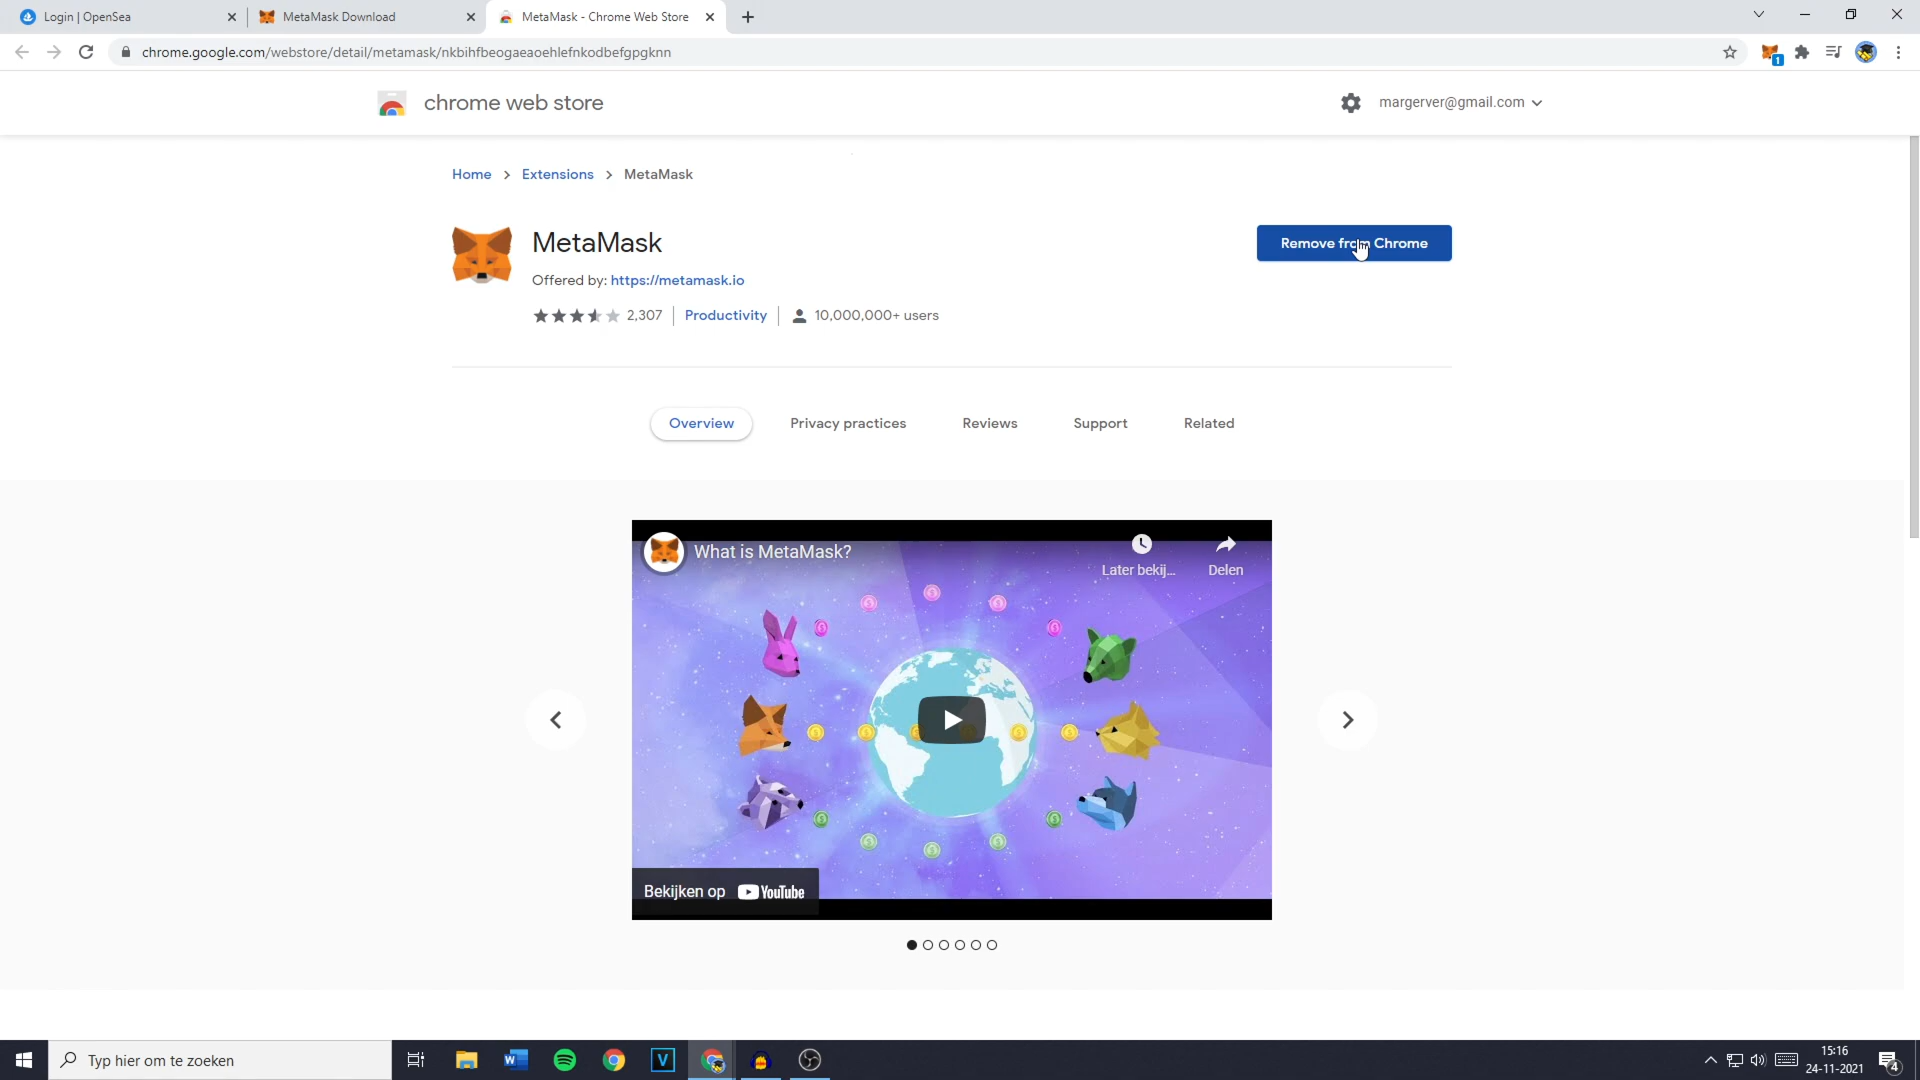 Login | OpenSea
MetaMask Download
MetaMask - Chrome Web Store
chrome.google.com/webstore/detail/metamask/nkbihfbeogaeaoehlefnkodbefgpgknn
1
chrome web store
margerver@gmail.com
Home > Extensions > MetaMask
MetaMask
Remove from Chrome
Offered by: https://metamask.io
2,307
Productivity
10,000,000+ users
Overview
Privacy practices
Reviews
Support
Related
What is MetaMask?
Later bekij...
Delen
Bekijken op YouTube
Typ hier om te zoeken
15:16
24-11-2021
4